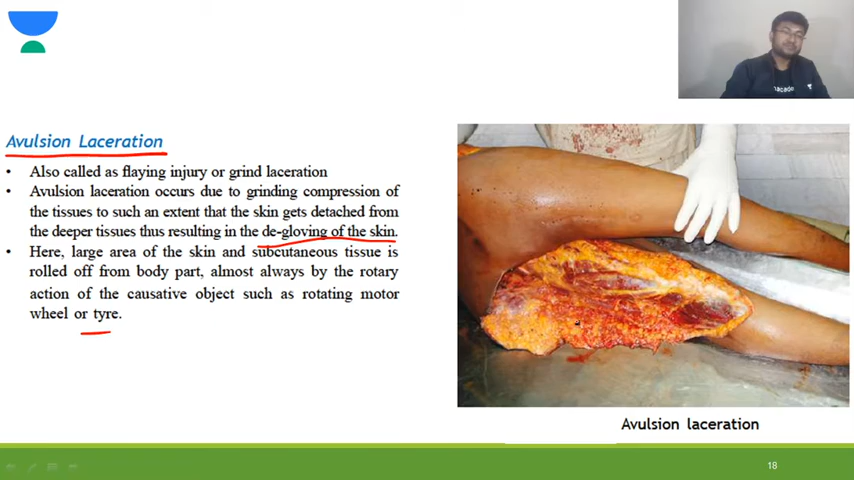 Avulsion Laceration
• Also called as flaying injury or grind laceration
• Avulsion laceration occurs due to grinding compression of
the tissues to such an extent that the skin gets detached from
the deeper tissues thus resulting in the de-gloving of the skin.
• Here, large area of the skin and subcutaneous tissue is
rolled off from body part, almost always by the rotary
action of the causative object such as rotating motor
wheel or tyre.
Avulsion laceration
18